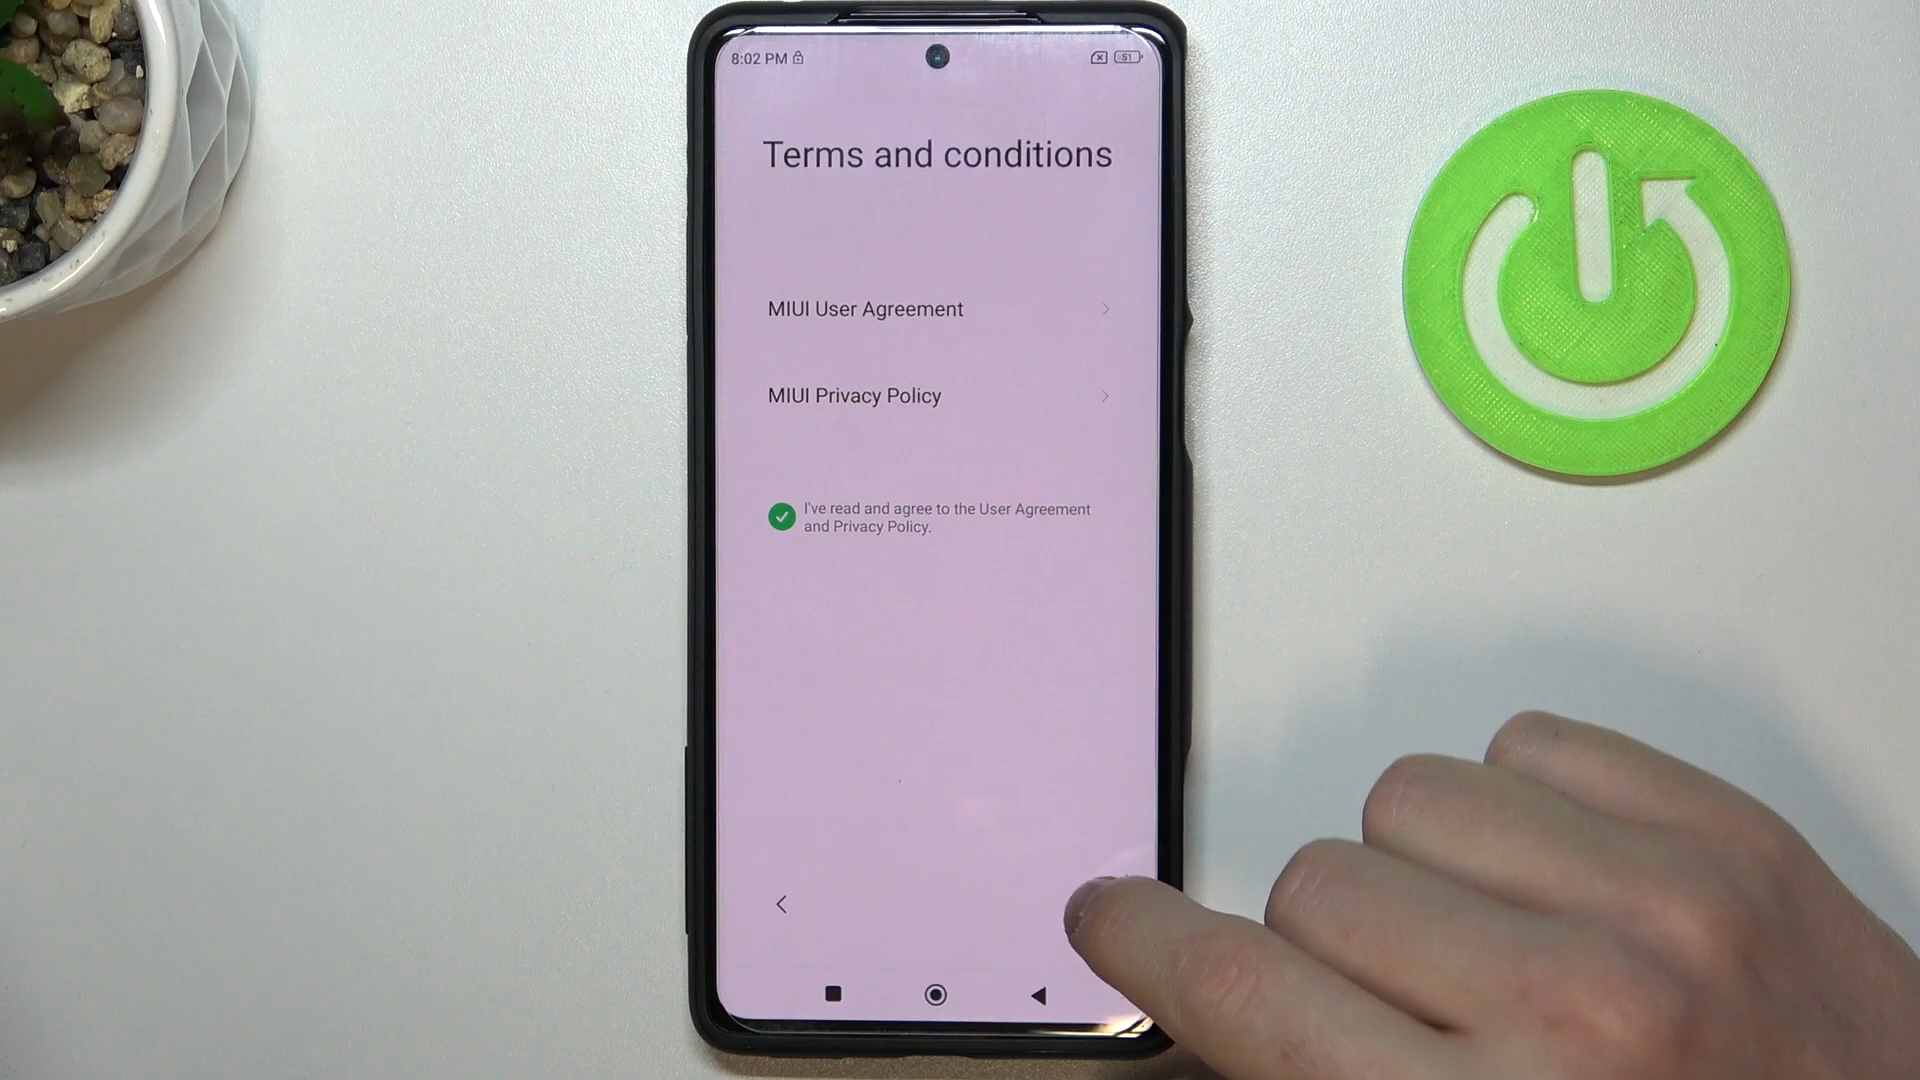 8:02 PM
51
Terms and conditions
MIUI User Agreement
MIUI Privacy Policy
I've read and agree to the User Agreement
and Privacy Policy.